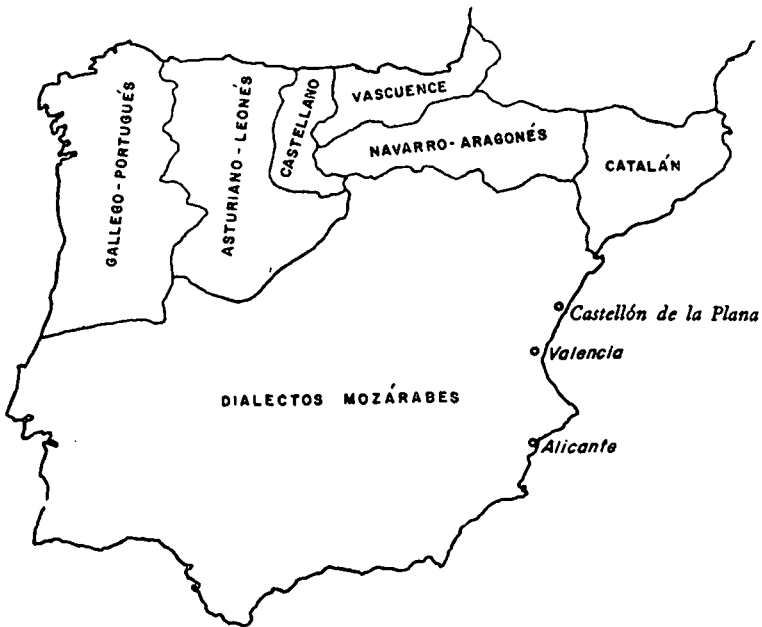 GALLEGO-PORTUGUÉS
ASTURIANO-LEONÉS
CASTELLANO
VASCUENCE
NAVARRO-ARAGONÉS
CATALÁN
Castellón de la Plana
Valencia
DIALECTOS MOZÁRABES
Alicante